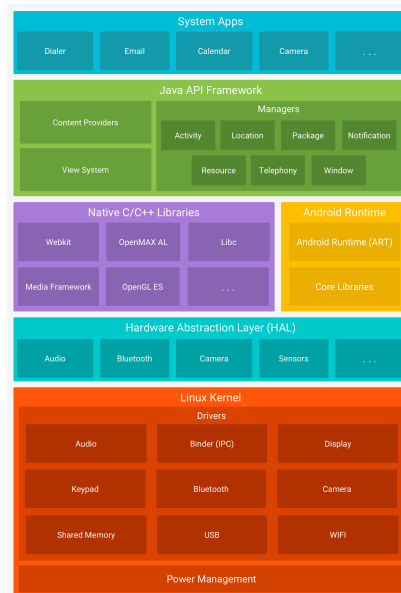 System Apps
Dialer
Email
Calendar
Camera
. . .
Java API Framework
Content Providers
View System
Managers
Activity
Location
Package
Notification
Resource
Telephony
Window
Native C/C++ Libraries
Webkit
OpenMAX AL
Libc
Media Framework
OpenGL ES
. . .
Android Runtime
Android Runtime (ART)
Core Libraries
Hardware Abstraction Layer (HAL)
Audio
Bluetooth
Camera
Sensors
. . .
Linux Kernel
Drivers
Audio
Binder (IPC)
Display
Keypad
Bluetooth
Camera
Shared Memory
USB
WIFI
Power Management